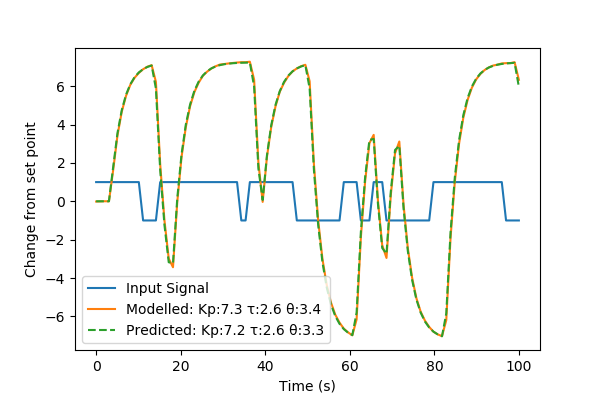 Change from set point
6
4
2
0
−2
−4
−6
Input Signal
Modelled: Kp:7.3 τ:2.6 θ:3.4
Predicted: Kp:7.2 τ:2.6 θ:3.3
0 20 40 60 80 100
Time (s)